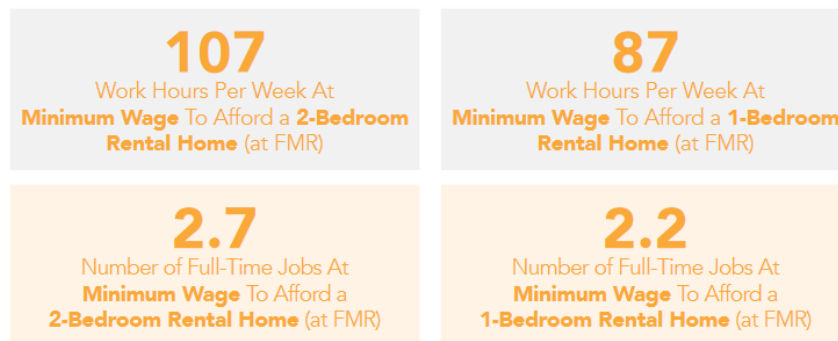 107
Work Hours Per Week At
Minimum Wage To Afford a 2-Bedroom
Rental Home (at FMR)
87
Work Hours Per Week At
Minimum Wage To Afford a 1-Bedroom
Rental Home (at FMR)
2.7
Number of Full-Time Jobs At
Minimum Wage To Afford a
2-Bedroom Rental Home (at FMR)
2.2
Number of Full-Time Jobs At
Minimum Wage To Afford a
1-Bedroom Rental Home (at FMR)